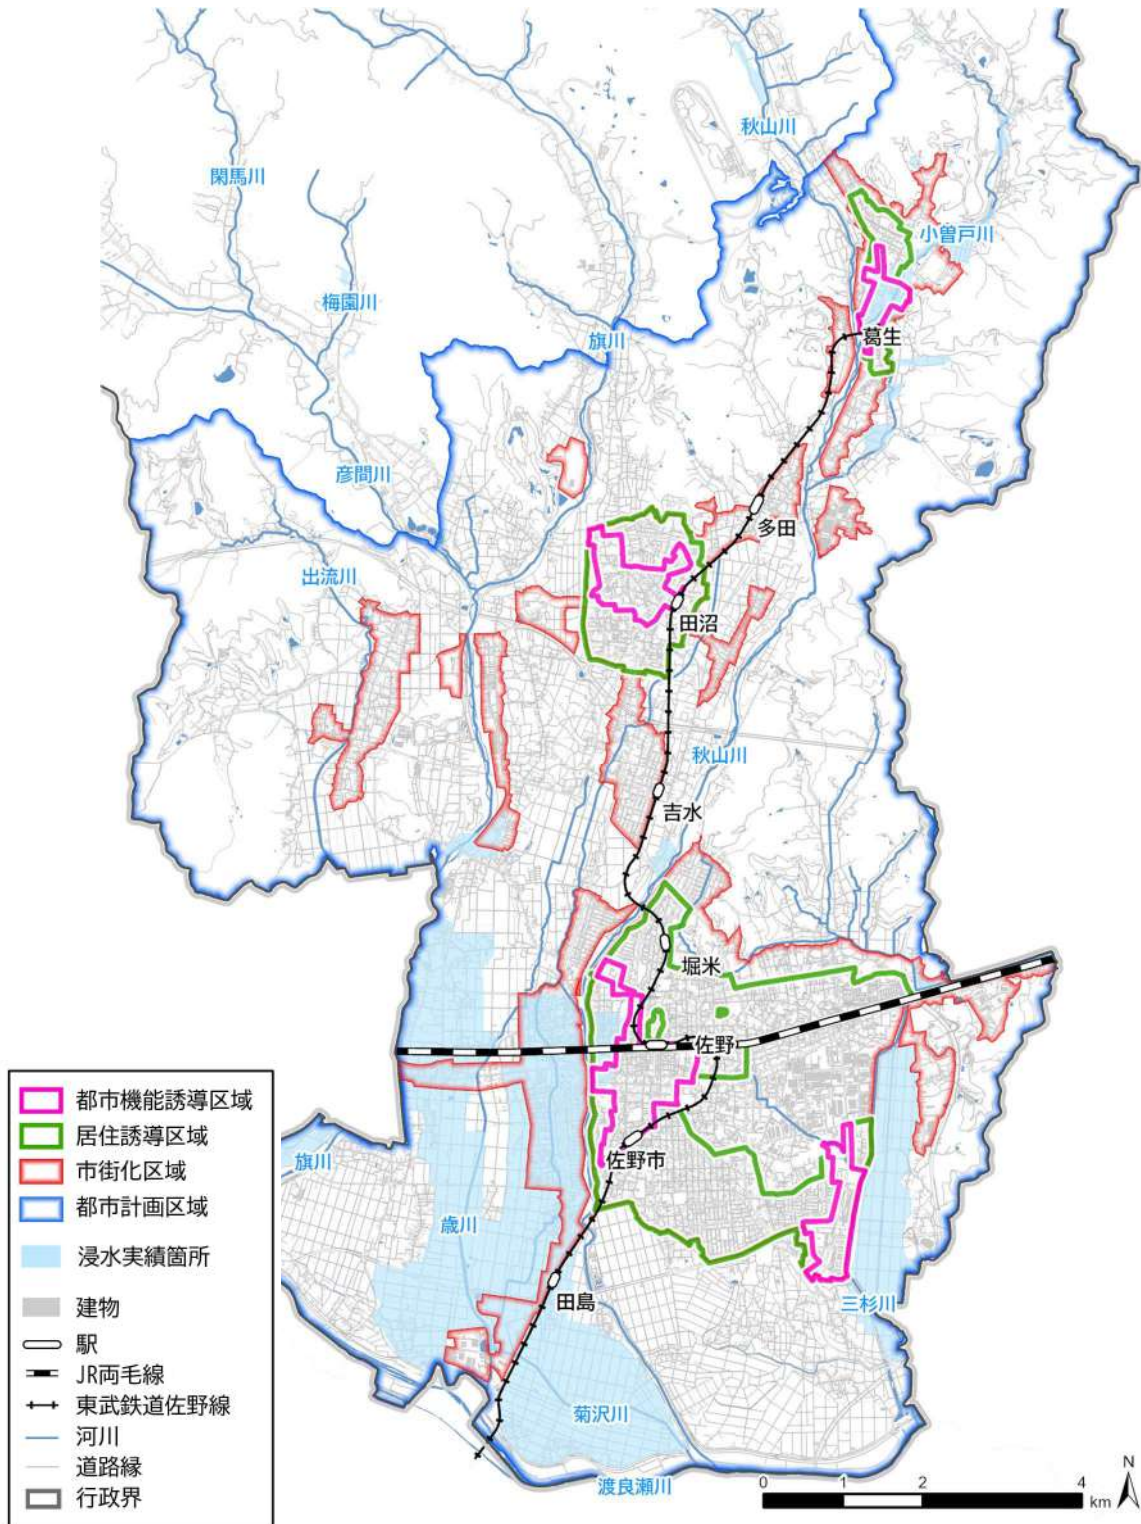 秋山川
閑馬川
小曽戸川
梅園川
旗川
葛生
彦間川
多田
出流川
田沼
秋山川
吉水
堀米
佐野
佐野市
旗川
歳川
田島
三杉川
菊沢川
渡良瀬川
都市機能誘導区域
居住誘導区域
市街化区域
都市計画区域
浸水実績箇所
建物
駅
JR両毛線
東武鉄道佐野線
河川
道路縁
行政界
0 1 2 4
km
N